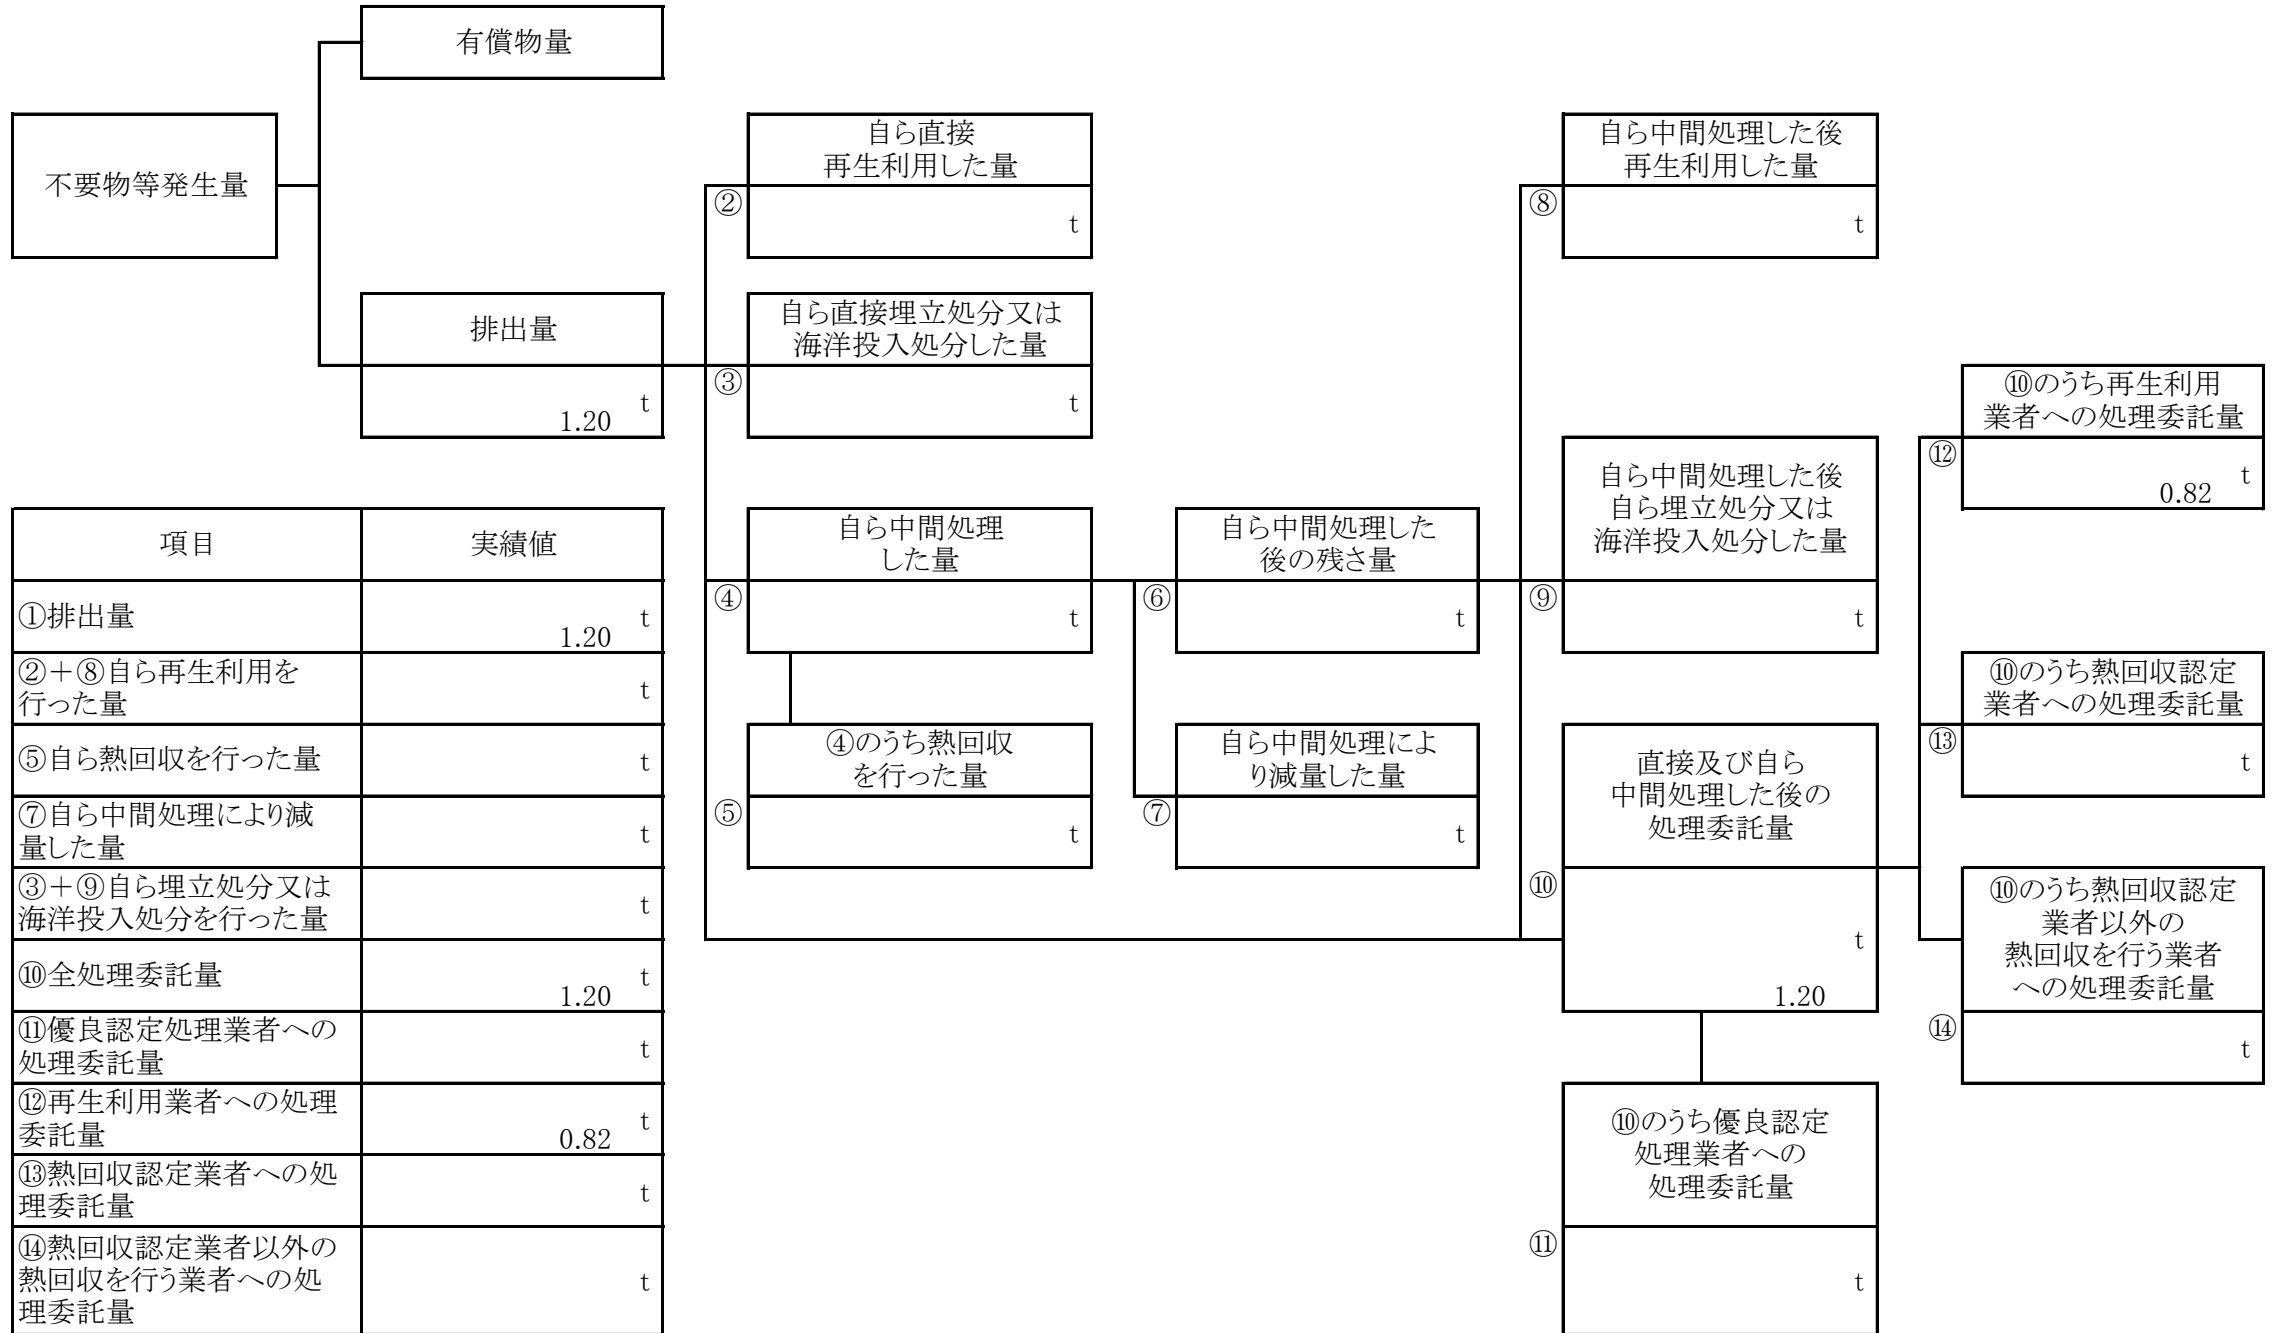 有償物量
不要物等発生量
自ら直接
再生利用した量
②
t
自ら中間処理した後
再生利用した量
⑧
t
排出量
1.20 t
自ら直接埋立処分又は
海洋投入処分した量
③
t
⑩のうち再生利用
業者への処理委託量
⑫
0.82 t
自ら中間処理
した量
④
t
自ら中間処理した
後の残さ量
⑥
t
自ら中間処理した後
自ら埋立処分又は
海洋投入処分した量
⑨
t
⑩のうち熱回収認定
業者への処理委託量
⑬
t
④のうち熱回収
を行った量
⑤
t
自ら中間処理によ
り減量した量
⑦
t
直接及び自ら
中間処理した後の
処理委託量
⑩
t
1.20
⑩のうち熱回収認定
業者以外の
熱回収を行う業者
への処理委託量
⑭
t
⑩のうち優良認定
処理業者への
処理委託量
⑪
t
項目 実績値
①排出量 1.20 t
②+⑧自ら再生利用を
行った量 t
⑤自ら熱回収を行った量 t
⑦自ら中間処理により減
量した量 t
③+⑨自ら埋立処分又は
海洋投入処分を行った量 t
⑩全処理委託量 1.20 t
⑪優良認定処理業者への
処理委託量 t
⑫再生利用業者への処理
委託量 0.82 t
⑬熱回収認定業者への処
理委託量 t
⑭熱回収認定業者以外の
熱回収を行う業者への処
理委託量 t